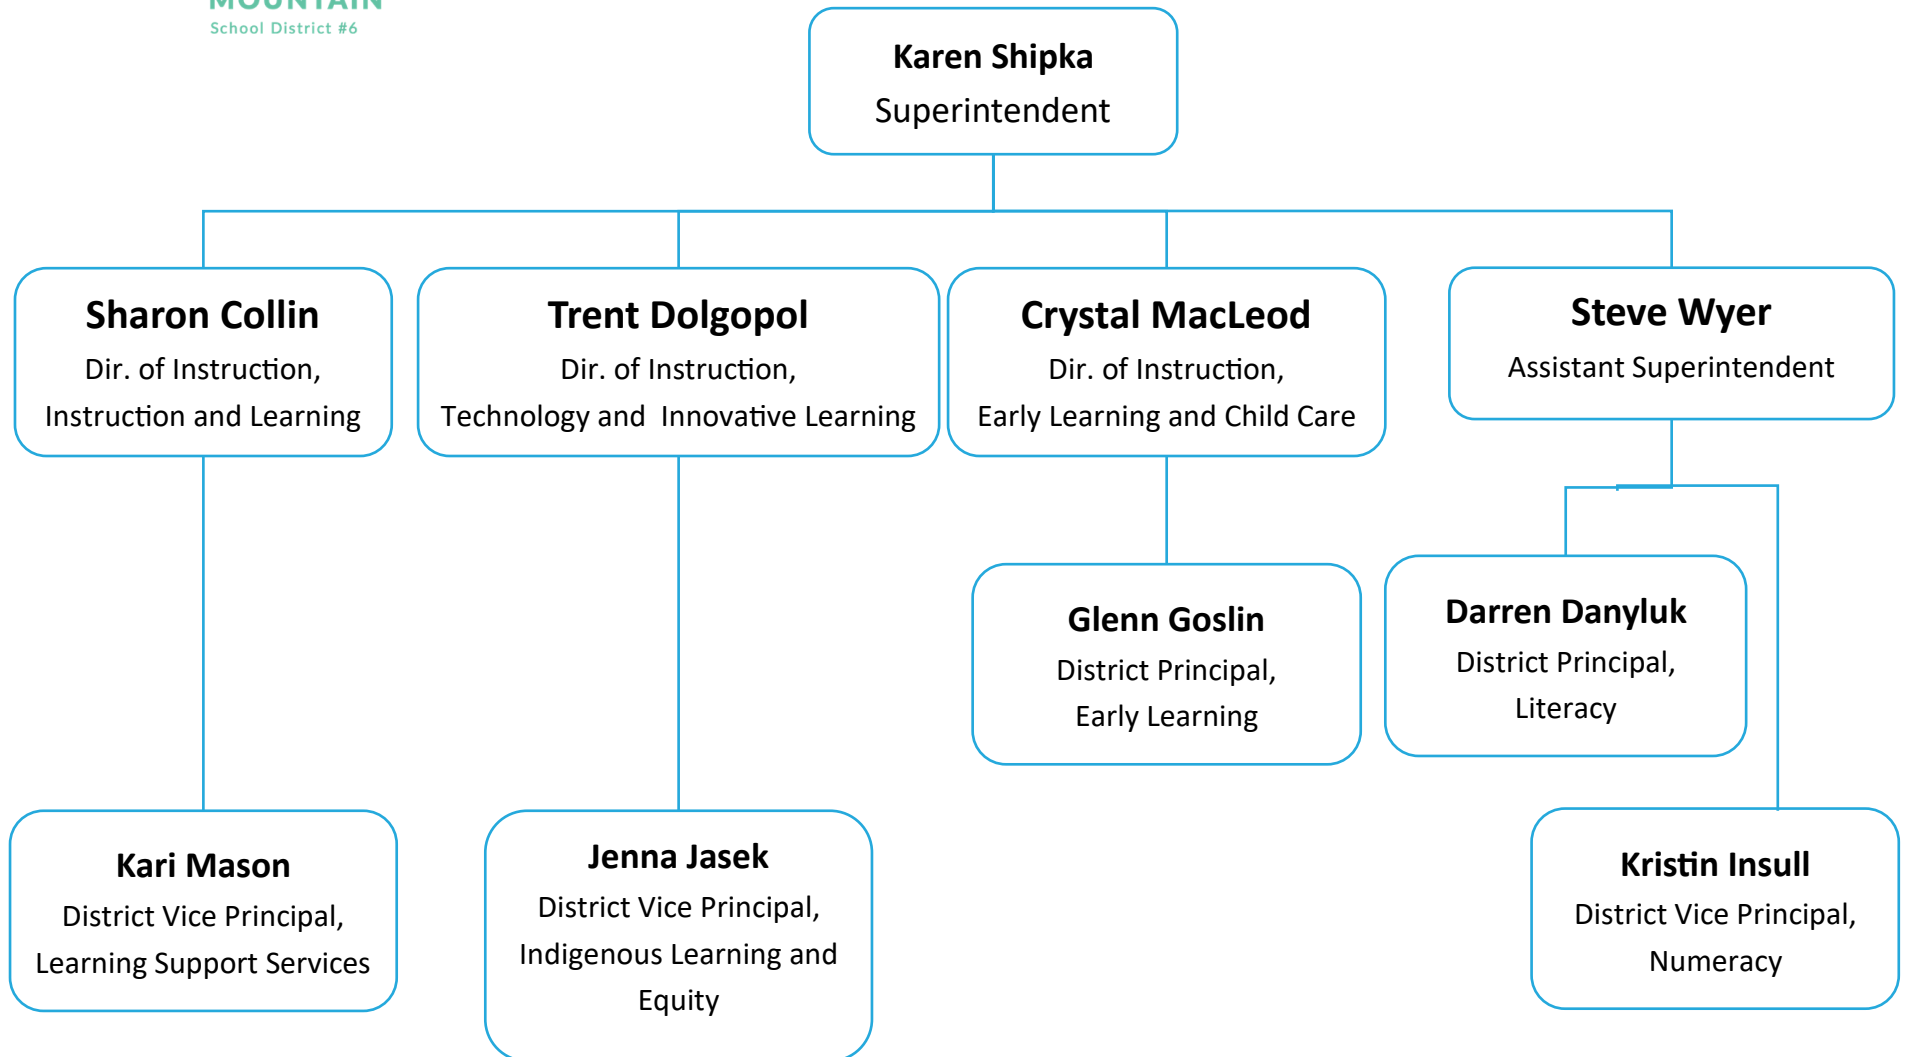 MOUNTAIN
School District #6
Karen Shipka
Superintendent
Sharon Collin
Dir. of Instruction,
Instruction and Learning
Trent Dolgopol
Dir. of Instruction,
Technology and  Innovative Learning
Crystal MacLeod
Dir. of Instruction,
Early Learning and Child Care
Steve Wyer
Assistant Superintendent
Glenn Goslin
District Principal,
Early Learning
Darren Danyluk
District Principal,
Literacy
Kari Mason
District Vice Principal,
Learning Support Services
Jenna Jasek
District Vice Principal,
Indigenous Learning and
Equity
Kristin Insull
District Vice Principal,
Numeracy